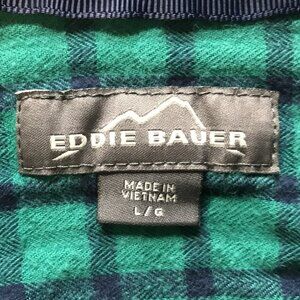 EDDIE BAUER
MADE IN
VIETNAM
L/G